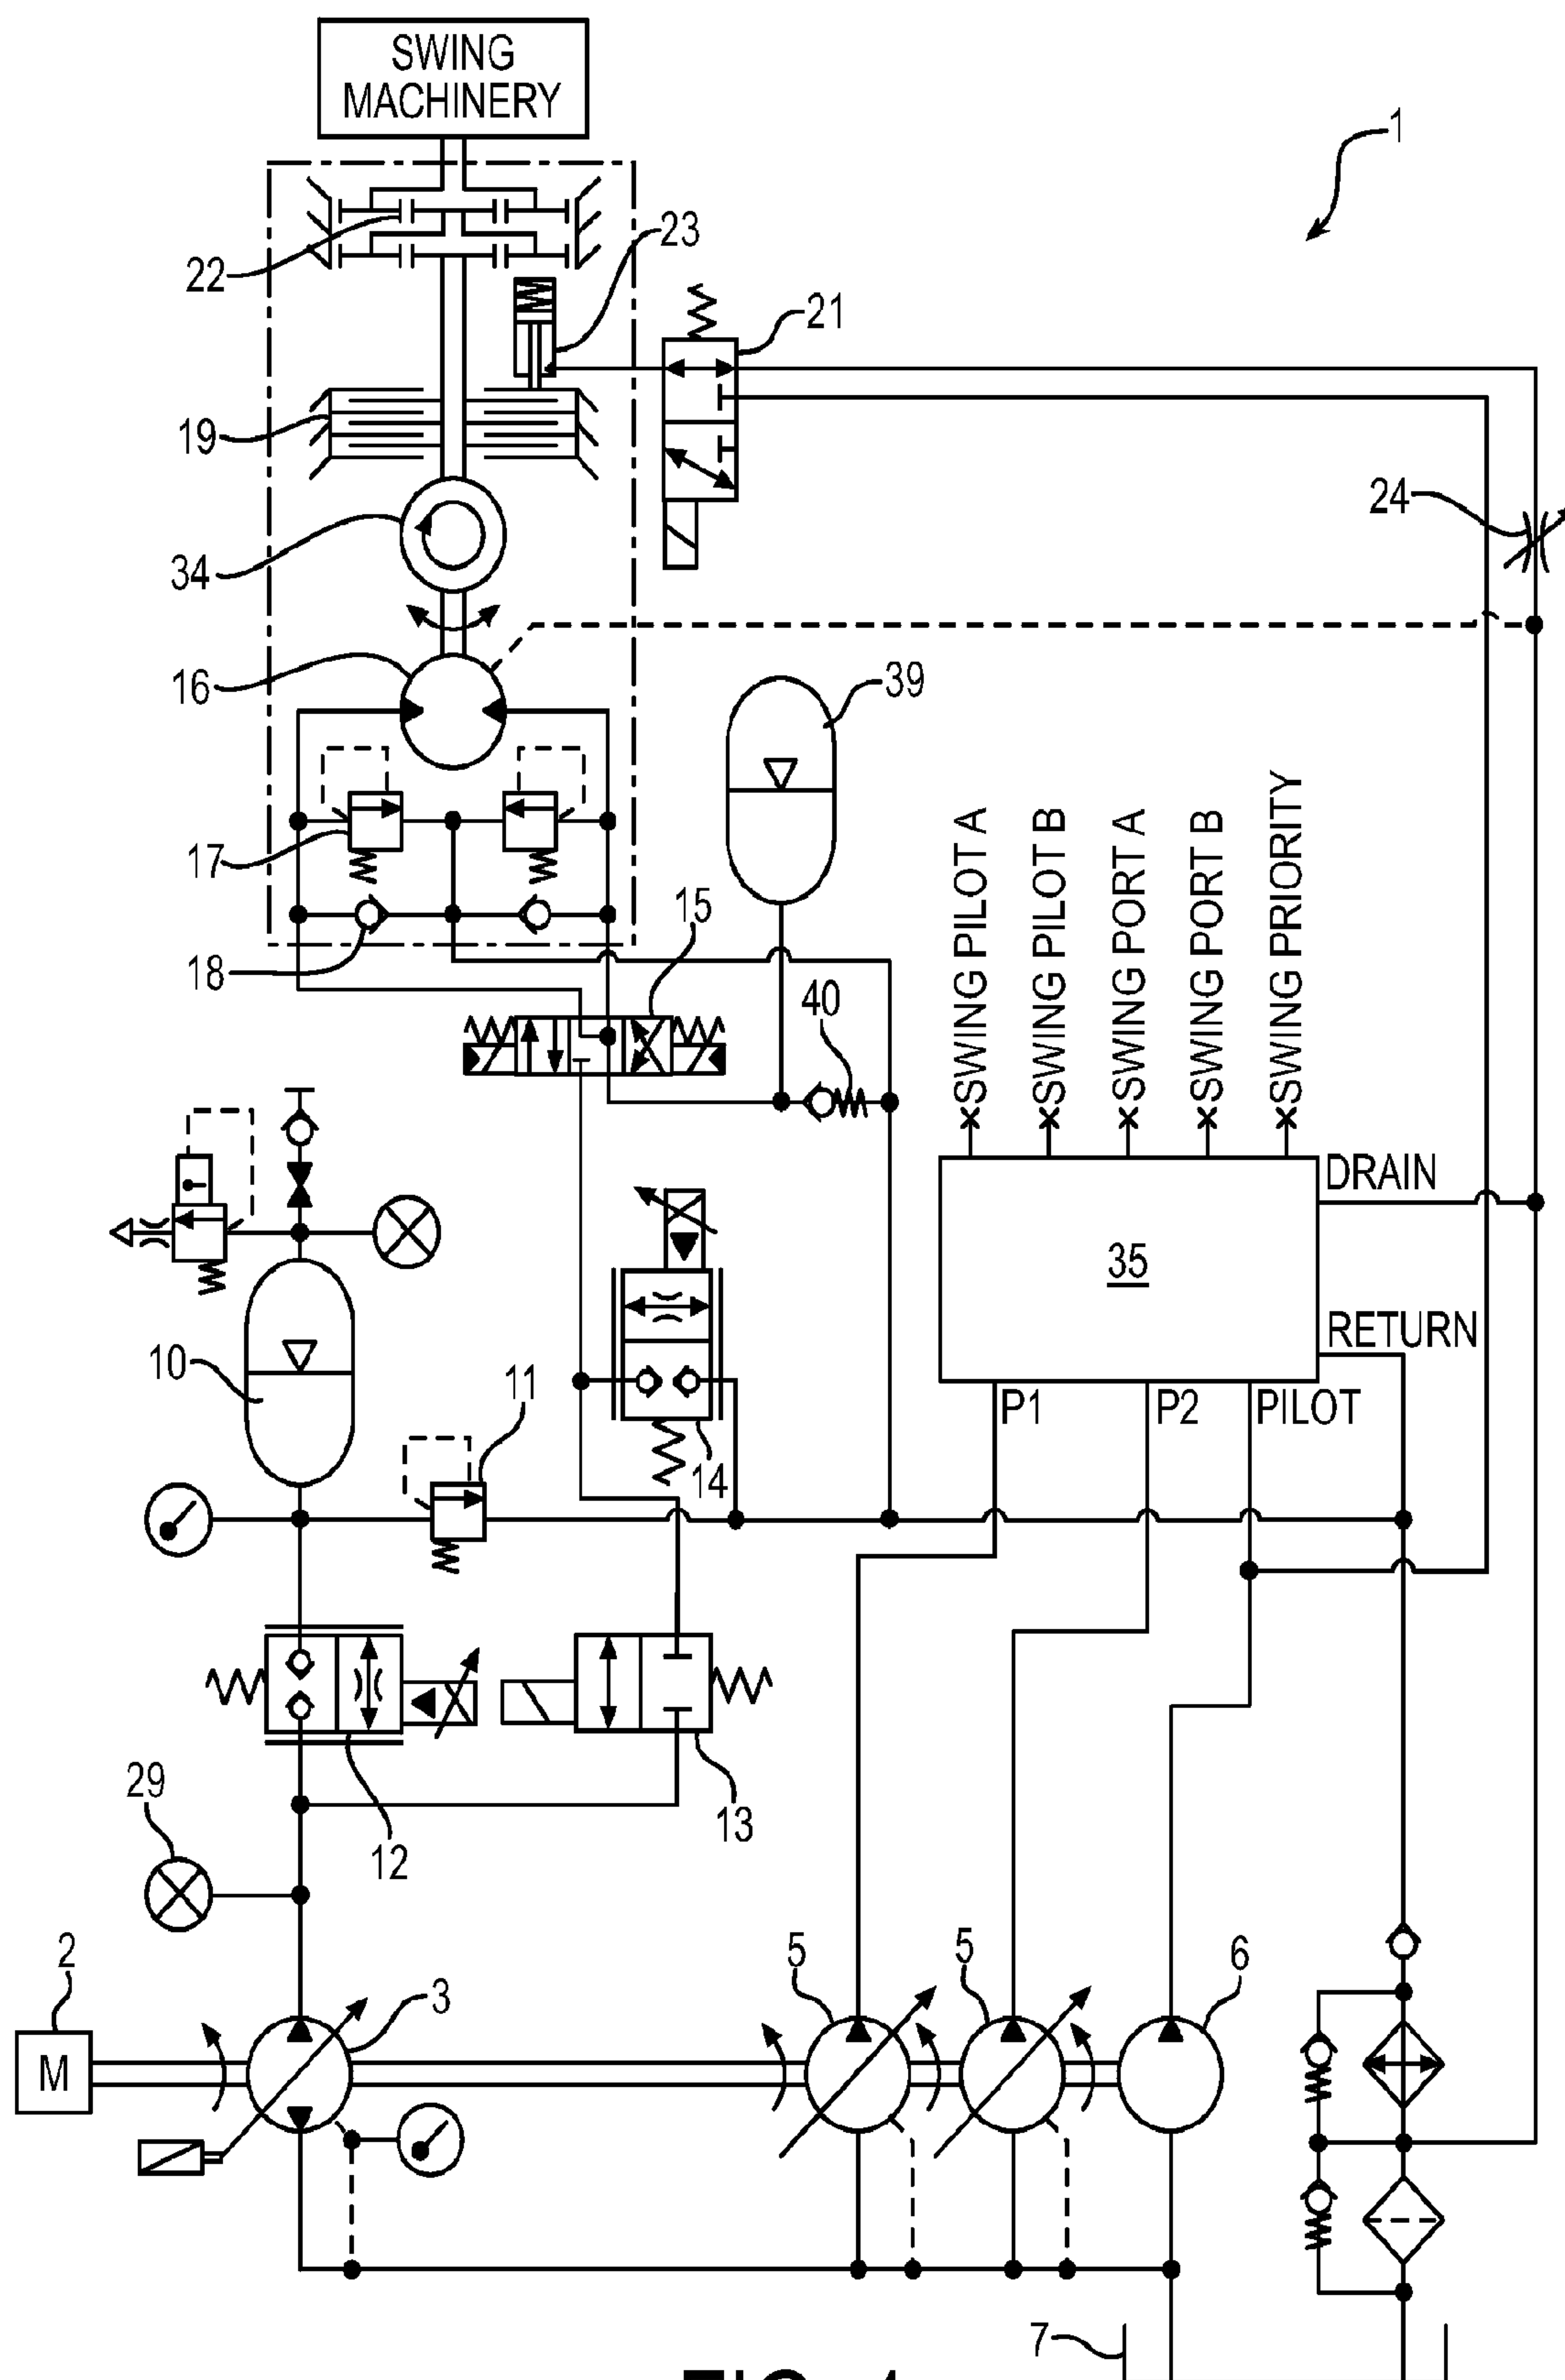 SWING
MACHINERY
1
22
23
21
19
24
34
16
39
17
15
18
40
SWING PILOT A
SWING PILOT B
SWING PORT A
SWING PORT B
SWING PRIORITY
DRAIN
35
RETURN
10
11
14
P1
P2
PILOT
29
12
13
2
3
5
5
6
M
7